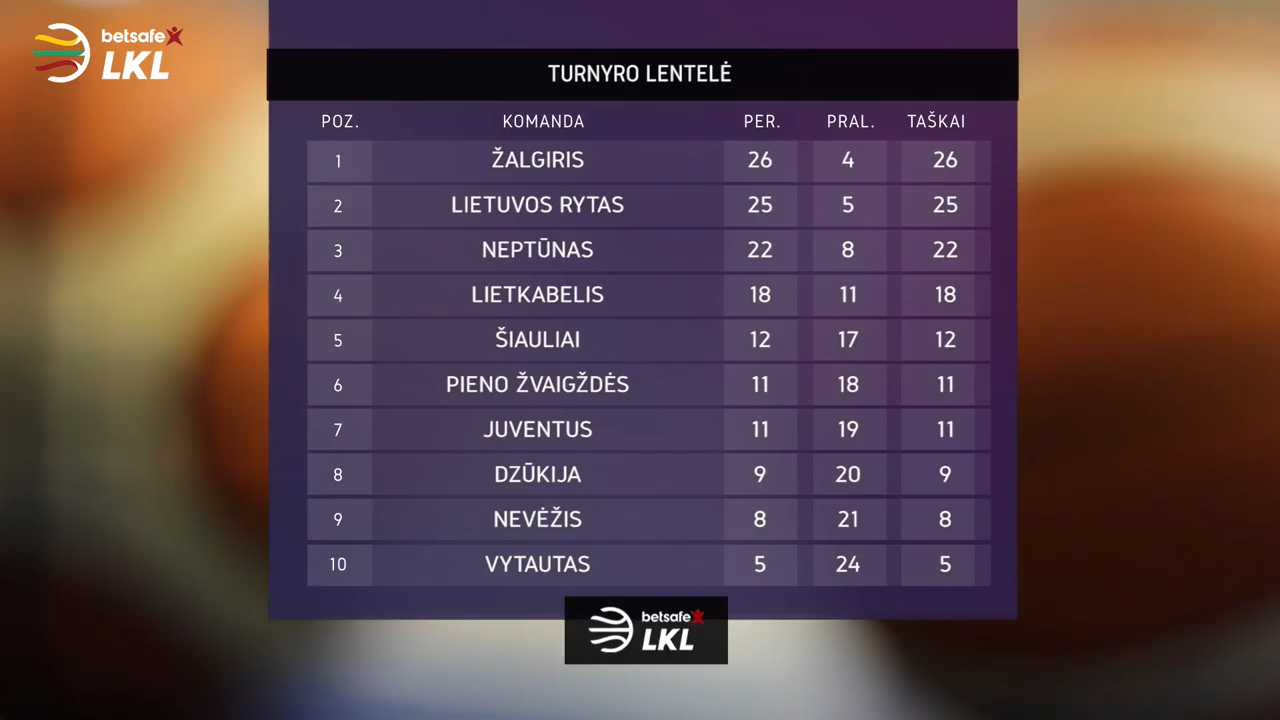 betsafe
LKL
TURNYRO LENTELĖ
POZ. KOMANDA PER. PRAL. TAŠKAI
1 ŽALGIRIS 26 4 26
2 LIETUVOS RYTAS 25 5 25
3 NEPTŪNAS 22 8 22
4 LIETKABELIS 18 11 18
5 ŠIAULIAI 12 17 12
6 PIENO ŽVAIGŽDĖS 11 18 11
7 JUVENTUS 11 19 11
8 DZŪKIJA 9 20 9
9 NEVĖŽIS 8 21 8
10 VYTAUTAS 5 24 5
betsafe
LKL